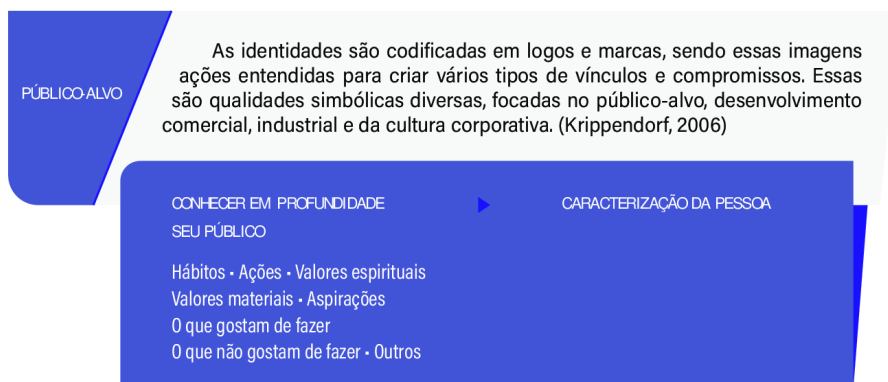 PÚBLICO-ALVO
As identidades são codificadas em logos e marcas, sendo essas imagens
ações entendidas para criar vários tipos de vínculos e compromissos. Essas
são qualidades simbólicas diversas, focadas no público-alvo, desenvolvimento
comercial, industrial e da cultura corporativa. (Krippendorf, 2006)
CONHECER EM PROFUNDIDADE
SEU PÚBLICO
Hábitos • Ações • Valores espirituais
Valores materiais • Aspirações
O que gostam de fazer
O que não gostam de fazer • Outros
CARACTERIZAÇÃO DA PESSOA